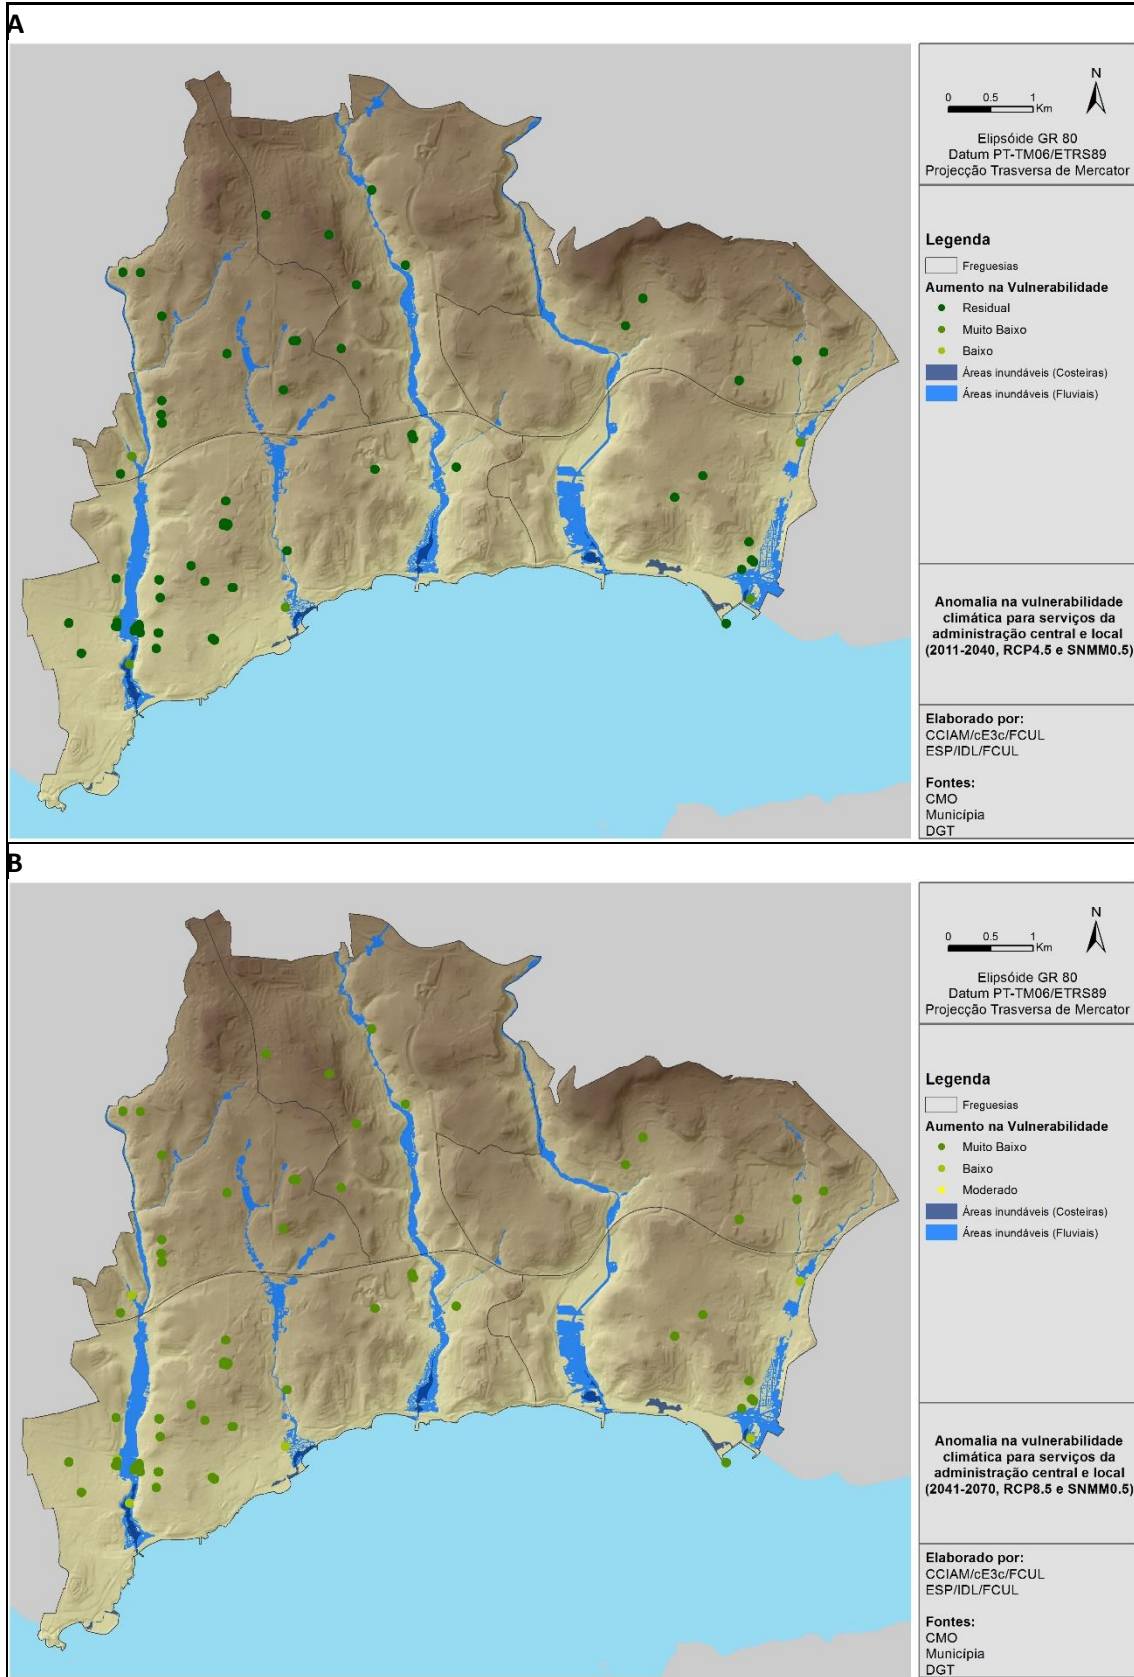 A
N
0 0.5 1
Km
Elipsóide GR 80
Datum PT-TM06/ETRS89
Projecção Trasversa de Mercator
Legenda
Freguesias
Aumento na Vulnerabilidade
Residual
Muito Baixo
Baixo
Áreas inundáveis (Costeiras)
Áreas inundáveis (Fluviais)
Anomalia na vulnerabilidade
climática para serviços da
administração central e local
(2011-2040, RCP4.5 e SNMM0.5)
Elaborado por:
CCIAM/cE3c/FCUL
ESP/IDL/FCUL
Fontes:
CMO
Municípia
DGT
B
N
0 0.5 1
Km
Elipsóide GR 80
Datum PT-TM06/ETRS89
Projecção Trasversa de Mercator
Legenda
Freguesias
Aumento na Vulnerabilidade
Muito Baixo
Baixo
Moderado
Áreas inundáveis (Costeiras)
Áreas inundáveis (Fluviais)
Anomalia na vulnerabilidade
climática para serviços da
administração central e local
(2041-2070, RCP8.5 e SNMM0.5)
Elaborado por:
CCIAM/cE3c/FCUL
ESP/IDL/FCUL
Fontes:
CMO
Municípia
DGT